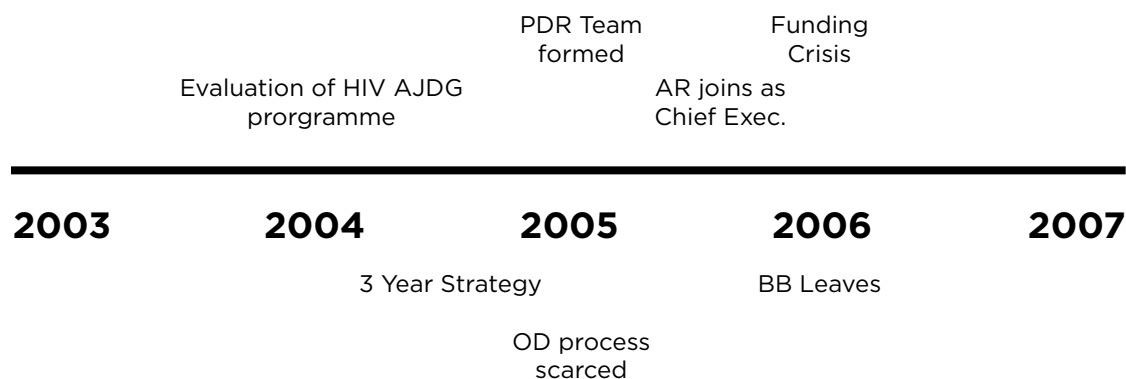 PDR Team
formed
Funding
Crisis
Evaluation of HIV AJDG
prorgramme
AR joins as
Chief Exec.
2003 2004 2005 2006 2007
3 Year Strategy
BB Leaves
OD process
scarced